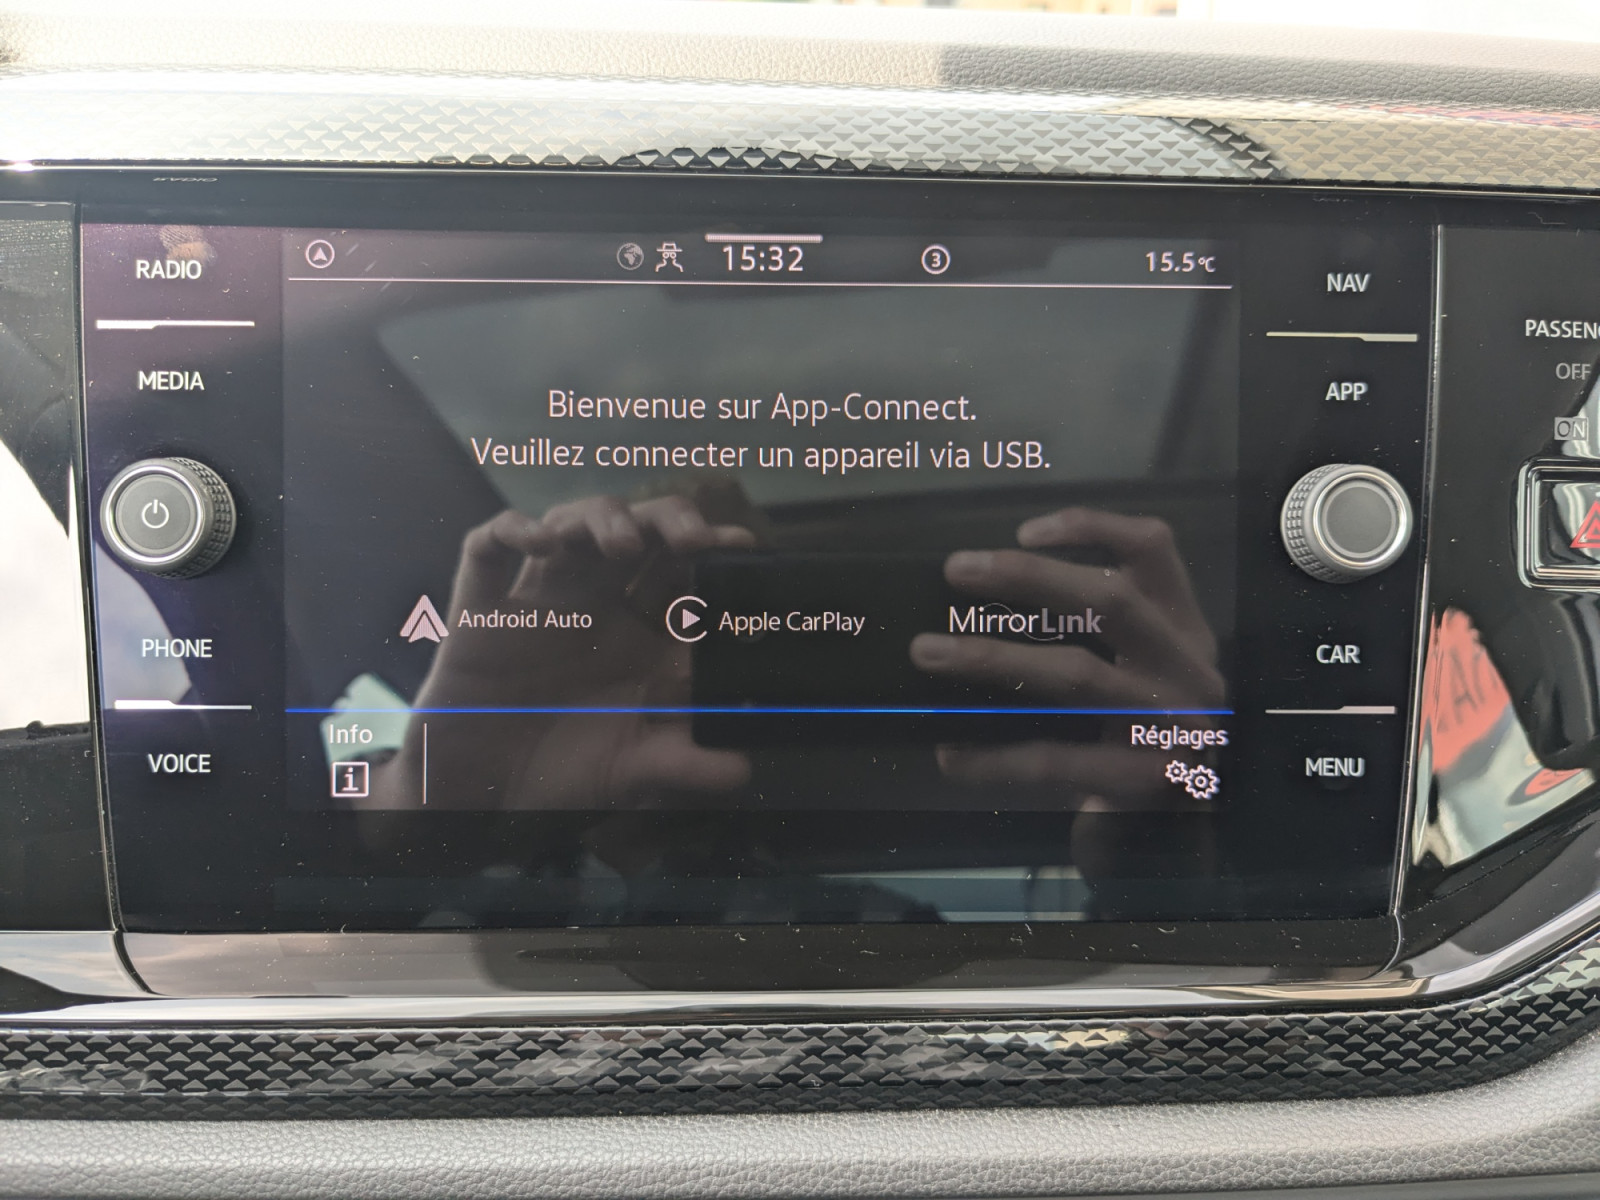 RADIO
MEDIA
PHONE
VOICE
15:32
3
15.5°C
Bienvenue sur App-Connect.
Veuillez connecter un appareil via USB.
Android Auto
Apple CarPlay
MirrorLink
Info
i
Réglages
NAV
APP
CAR
MENU
OFF
ON